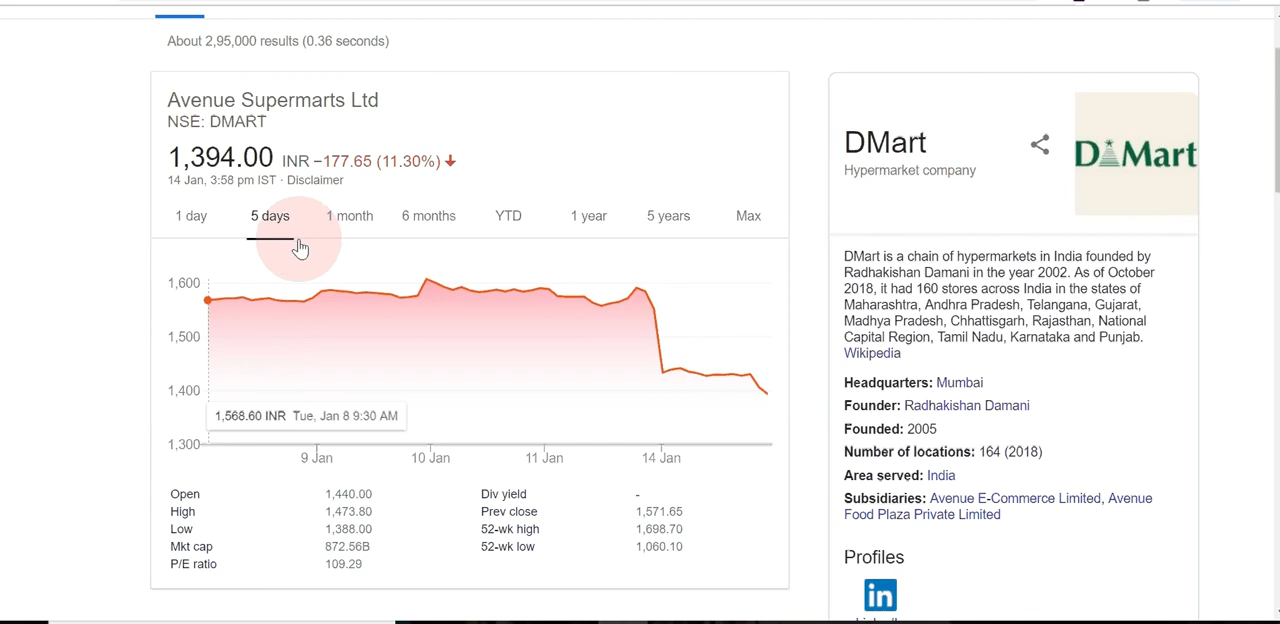 About 2,95,000 results (0.36 seconds)
Avenue Supermarts Ltd
NSE: DMART
1,394.00 INR −177.65 (11.30%)
14 Jan, 3:58 pm IST · Disclaimer
1 day 5 days 1 month 6 months YTD 1 year 5 years Max
1,600
1,500
1,400
1,300
1,568.60 INR Tue, Jan 8 9:30 AM
9 Jan 10 Jan 11 Jan 14 Jan
Open 1,440.00 Div yield -
High 1,473.80 Prev close 1,571.65
Low 1,388.00 52-wk high 1,698.70
Mkt cap 872.56B 52-wk low 1,060.10
P/E ratio 109.29
DMart
Hypermarket company
DMart
DMart is a chain of hypermarkets in India founded by
Radhakishan Damani in the year 2002. As of October
2018, it had 160 stores across India in the states of
Maharashtra, Andhra Pradesh, Telangana, Gujarat,
Madhya Pradesh, Chhattisgarh, Rajasthan, National
Capital Region, Tamil Nadu, Karnataka and Punjab.
Wikipedia
Headquarters: Mumbai
Founder: Radhakishan Damani
Founded: 2005
Number of locations: 164 (2018)
Area served: India
Subsidiaries: Avenue E-Commerce Limited, Avenue
Food Plaza Private Limited
Profiles
in